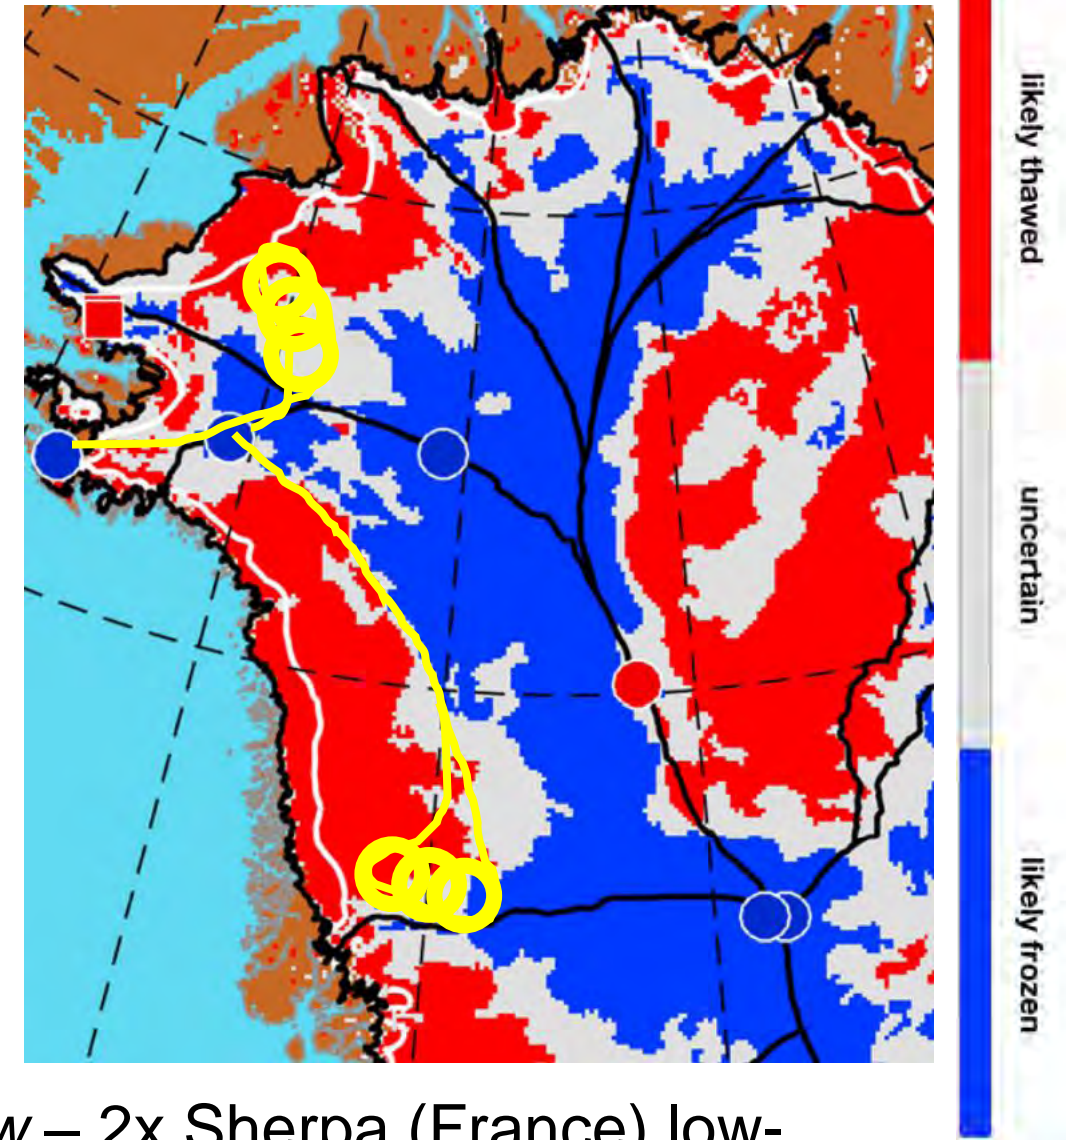 likely thawed
uncertain
likely frozen
– 2x Sherpa (France) low-